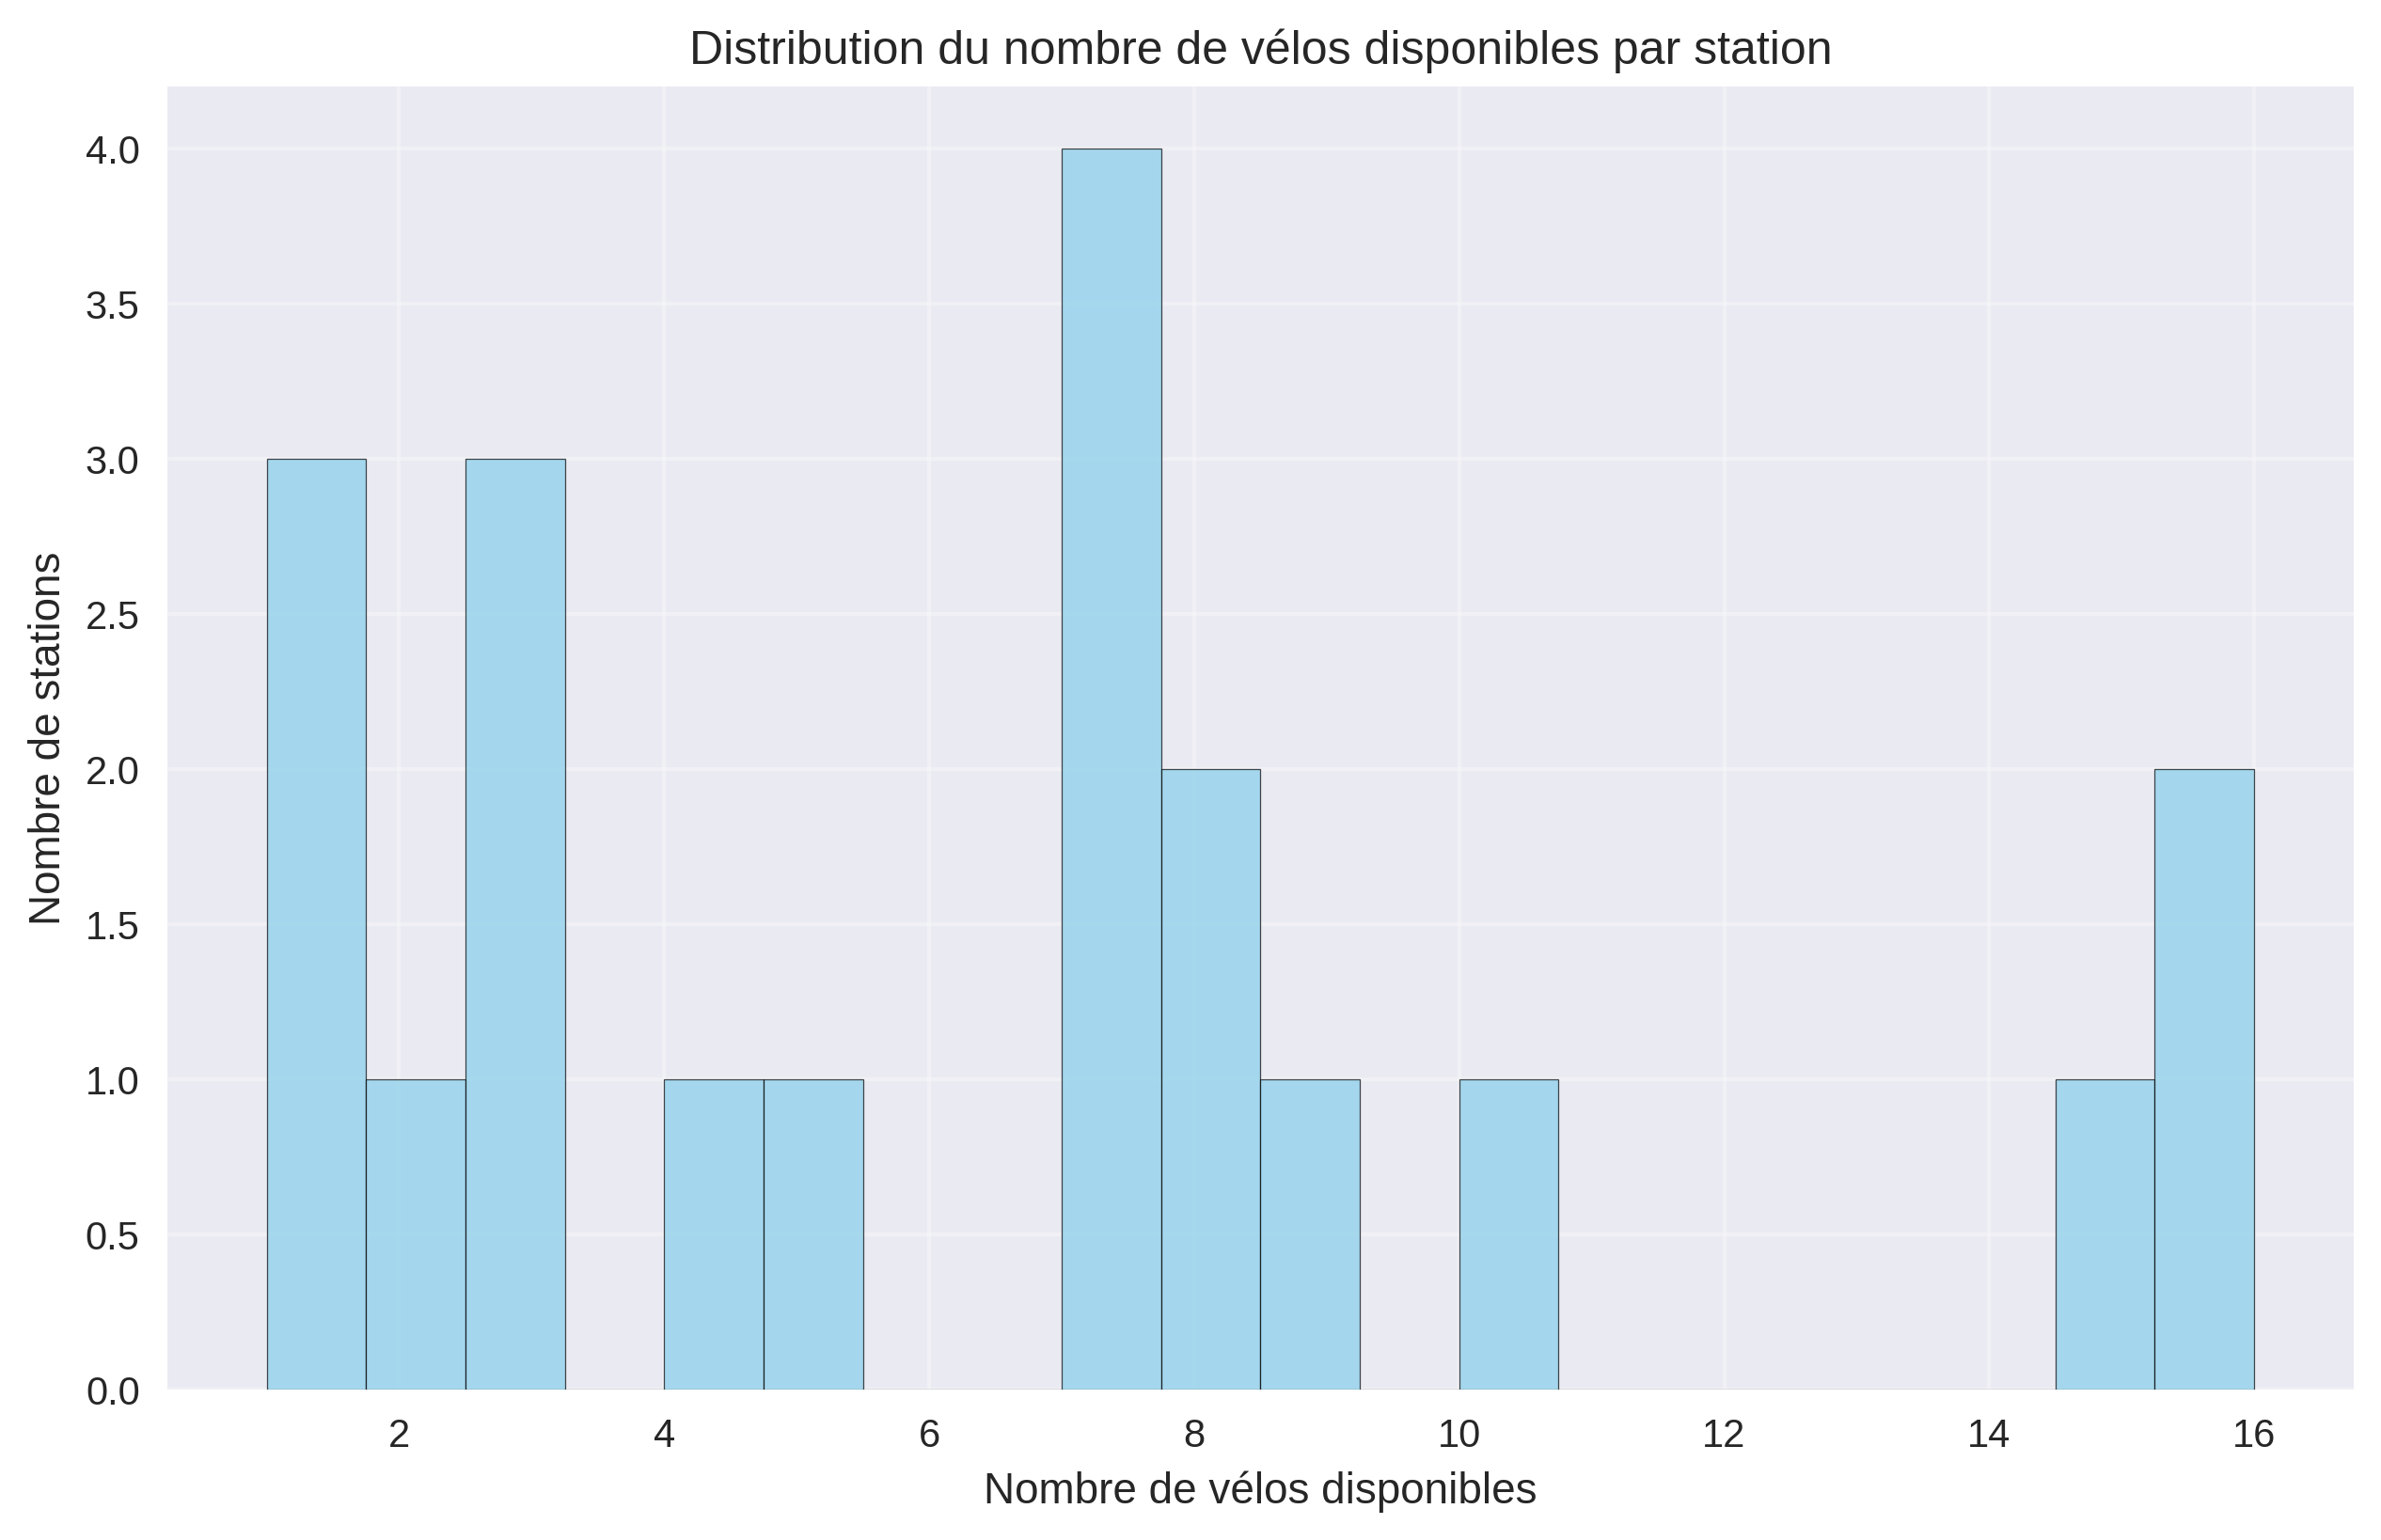 Distribution du nombre de vélos disponibles par station
4.0
3.5
3.0
2.5
2.0
1.5
1.0
0.5
0.0
Nombre de stations
2 4 6 8 10 12 14 16
Nombre de vélos disponibles